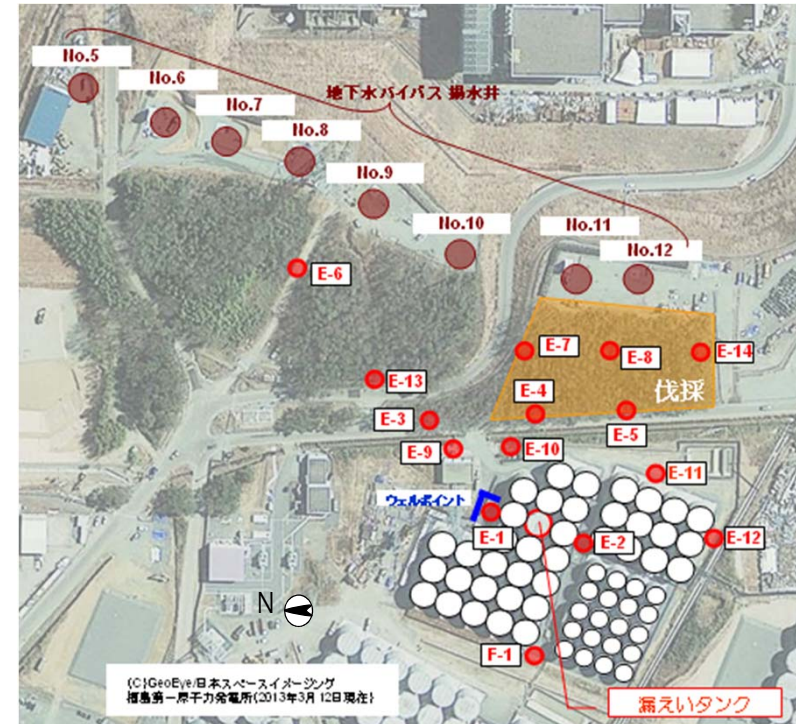 No.5
No.6
No.7
No.8
No.9
No.10
No.11
No.12
地下水バイパス 揚水井
E-6
E-7
E-8
E-14
伐採
E-13
E-4
E-3
E-5
E-9
E-10
E-11
ウェルポイント
E-1
E-2
E-12
N
F-1
(C)GeoEye/日本スペースイメージング
福島第一原子力発電所(2013年3月12日現在)
漏えいタンク